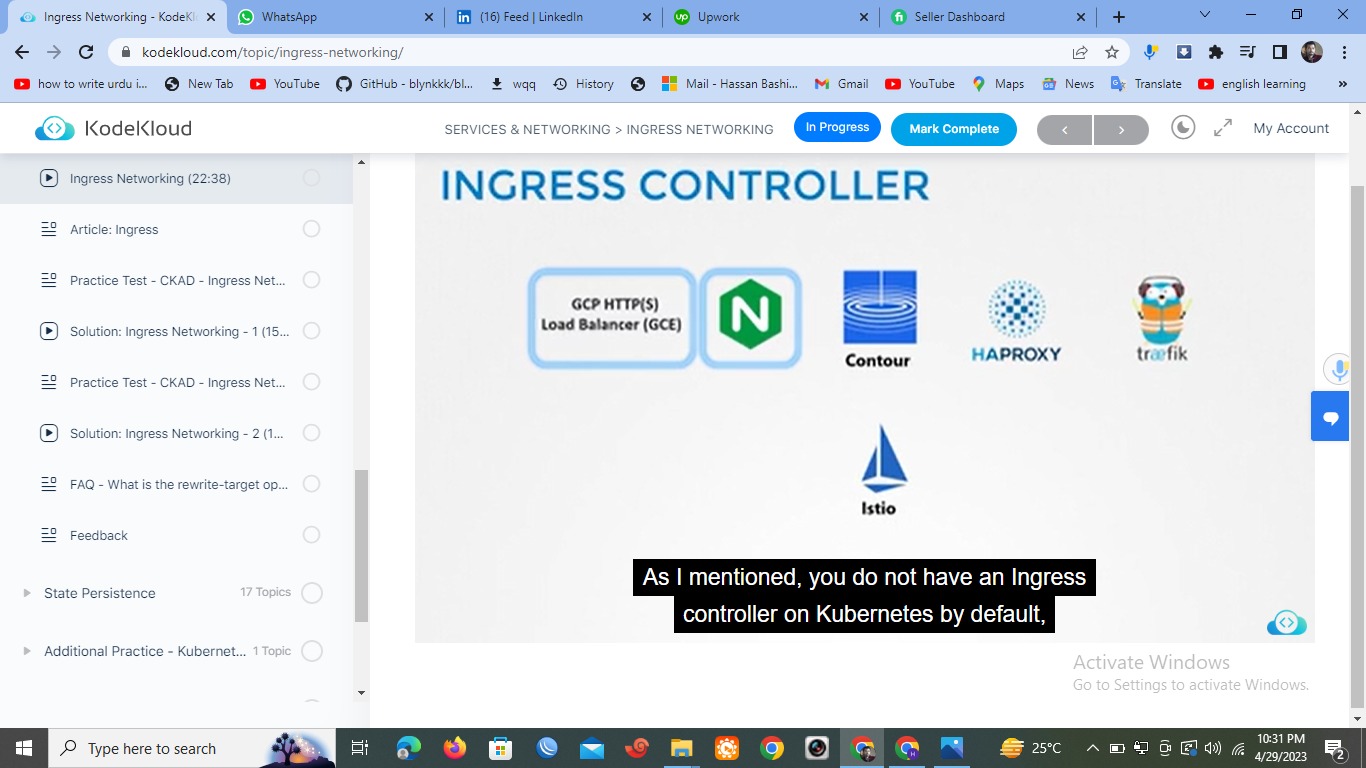 Ingress Networking - KodeKl
WhatsApp
(16) Feed | LinkedIn
Upwork
Seller Dashboard
kodekloud.com/topic/ingress-networking/
how to write urdu i...
New Tab
YouTube
GitHub - blynkkk/bl...
wqq
History
Mail - Hassan Bashi...
Gmail
YouTube
Maps
News
Translate
english learning
»
KodeKloud
SERVICES & NETWORKING > INGRESS NETWORKING
In Progress
Mark Complete
My Account
Ingress Networking (22:38)
Article: Ingress
Practice Test - CKAD - Ingress Net...
Solution: Ingress Networking - 1 (15...
Practice Test - CKAD - Ingress Net...
Solution: Ingress Networking - 2 (1...
FAQ - What is the rewrite-target op...
Feedback
State Persistence 17 Topics
Additional Practice - Kubernet... 1 Topic
INGRESS CONTROLLER
GCP HTTP(S)
Load Balancer (GCE)
N
Contour
HAPROXY
træfik
Istio
As I mentioned, you do not have an Ingress
controller on Kubernetes by default,
Activate Windows
Go to Settings to activate Windows.
Type here to search
25°C
10:31 PM
4/29/2023
2